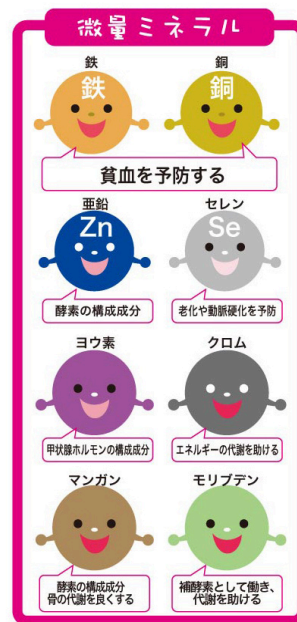 微量ミネラル
鉄 銅
鉄 銅
貧血を予防する
亜鉛 セレン
Zn Se
酵素の構成成分 老化や動脈硬化を予防
ヨウ素 クロム
甲状腺ホルモンの構成成分 エネルギーの代謝を助ける
マンガン モリブデン
酵素の構成成分 補酵素として働き、
骨の代謝を良くする 代謝を助ける